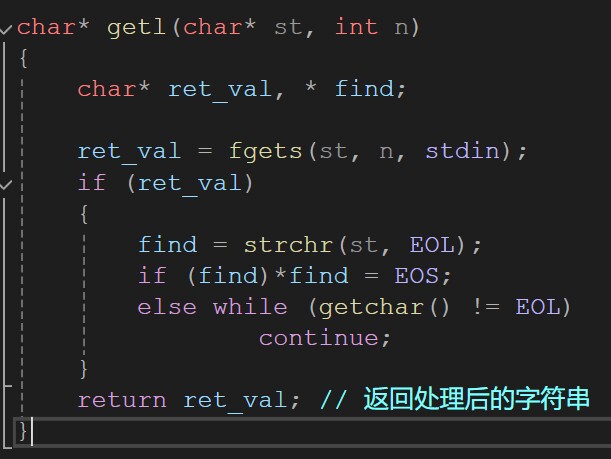 char* getl(char* st, int n)
{
    char* ret_val, * find;

    ret_val = fgets(st, n, stdin);
    if (ret_val)
    {
        find = strchr(st, EOL);
        if (find)*find = EOS;
        else while (getchar() != EOL)
                continue;
    }
    return ret_val; // 返回处理后的字符串
}